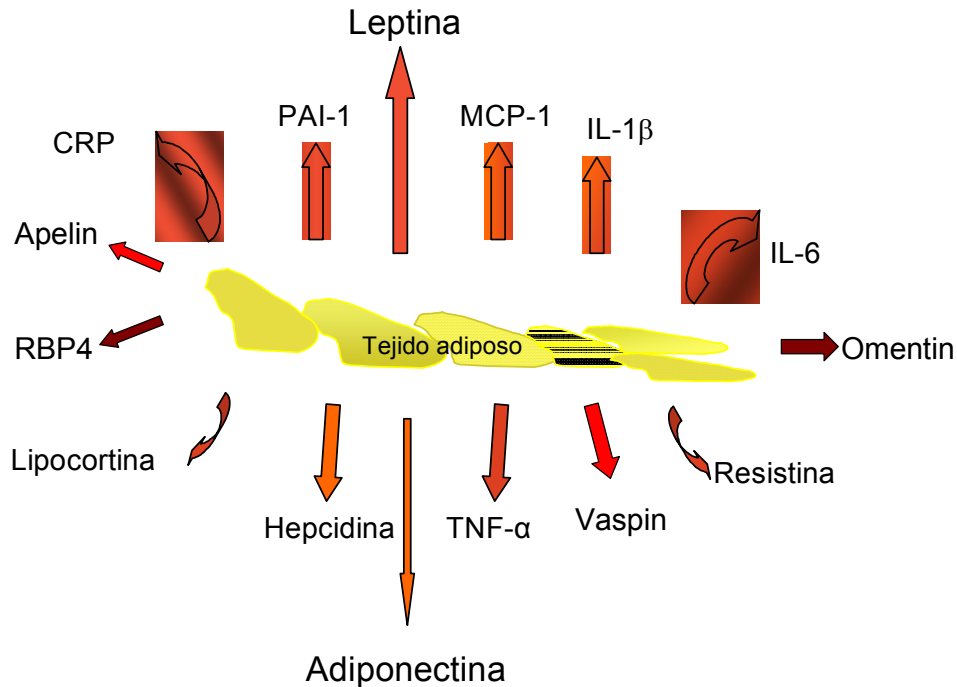 Leptina
PAI-1
MCP-1
IL-1β
CRP
Apelin
IL-6
RBP4
Tejido adiposo
Omentin
Lipocortina
Resistina
Hepcidina
TNF-α
Vaspin
Adiponectina